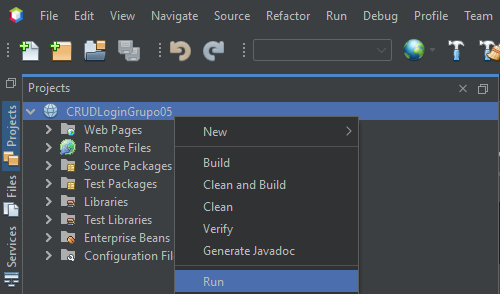 File Edit View Navigate Source Refactor Run Debug Profile Team
Projects
CRUDLoginGrupo05
Web Pages
Remote Files
Source Packages
Test Packages
Libraries
Test Libraries
Enterprise Beans
Configuration Fil
New
Build
Clean and Build
Clean
Verify
Generate Javadoc
Run
Projects
Files
Services